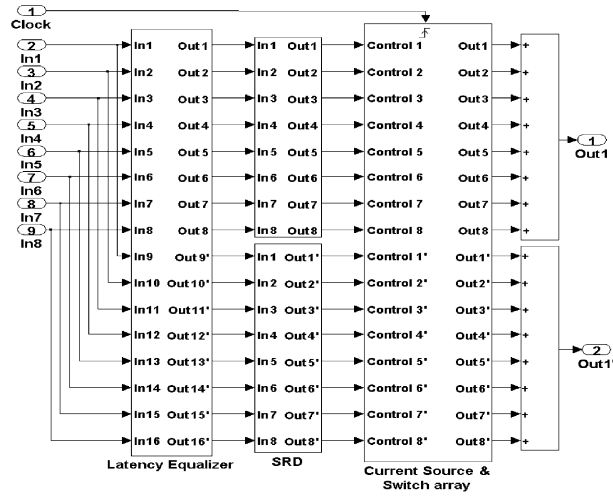 1
Clock
2 In1 Out1 In1 Out1 Control 1 Out1 +
In1
3 In2 Out2 In2 Out2 Control 2 Out2 +
In2
4 In3 Out3 In3 Out3 Control 3 Out3 +
In3
5 In4 Out4 In4 Out4 Control 4 Out4 +
1
Out1
In4
6 In5 Out5 In5 Out5 Control 5 Out5 +
In5
7 In6 Out6 In6 Out6 Control 6 Out6 +
In6
8 In7 Out7 In7 Out7 Control 7 Out7 +
In7
9 In8 Out8 In8 Out8 Control 8 Out8 +
In8
In9 Out9' In1 Out1' Control 1' Out1' +
In10 Out10' In2 Out2' Control 2' Out2' +
In11 Out11' In3 Out3' Control 3' Out3' +
In12 Out12' In4 Out4' Control 4' Out4' +
2
Out1'
In13 Out13' In5 Out5' Control 5' Out5' +
In14 Out14' In6 Out6' Control 6' Out6' +
In15 Out15' In7 Out7' Control 7' Out7' +
In16 Out16' In8 Out8' Control 8' Out8' +
Latency Equalizer
SRD
Current Source &
Switch array